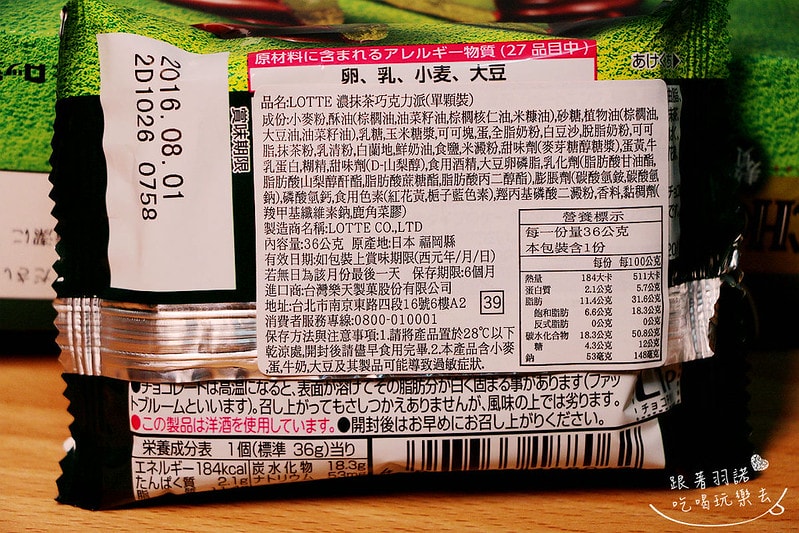 2016.08.01
2D1026 0758
賞味期限
原材料に含まれるアレルギー物質(27品目中)
卵、乳、小麦、大豆
あけ口
品名:LOTTE 濃抹茶巧克力派(單顆裝)
成份:小麥粉,酥油(棕櫚油,油菜籽油,棕櫚核仁油,米糠油),砂糖,植物油(棕櫚油,
大豆油,油菜籽油),乳糖,玉米糖漿,可可塊,蛋,全脂奶粉,白豆沙,脫脂奶粉,可可
脂,抹茶粉,乳清粉,白蘭地,鮮奶油,食鹽,米澱粉,甜味劑(麥芽糖醇糖漿),蛋黃,牛
乳蛋白,糊精,甜味劑(D-山梨醇),食用酒精,大豆卵磷脂,乳化劑(脂肪酸甘油酯,
脂肪酸山梨醇酐酯,脂肪酸蔗糖酯,脂肪酸丙二醇酯),膨脹劑(碳酸氫銨,碳酸氫
鈉),磷酸氫鈣,食用色素(紅花黃,梔子藍色素),羥丙基磷酸二澱粉,香料,黏稠劑(
羧甲基纖維素鈉,鹿角菜膠)
製造商名稱:LOTTE CO.,LTD
內容量:36公克 原產地:日本 福岡縣
有效日期:如包裝上賞味期限(西元年/月/日)
若無日為該月份最後一天 保存期限:6個月
進口商:台灣樂天製菓股份有限公司
地址:台北市南京東路四段16號6樓A2 39
消費者服務專線:0800-010001
保存方法與注意事項:1.請將產品置於28℃以下
乾涼處,開封後請儘早食用完畢.2.本產品含小麥
,蛋,牛奶,大豆及其製品可能導致過敏症狀.
營養標示
每一份量36公克
本包裝含1份
每份 每100公克
熱量 184大卡 511大卡
蛋白質 2.1公克 5.7公克
脂肪 11.4公克 31.6公克
飽和脂肪 6.6公克 18.3公克
反式脂肪 0公克 0公克
碳水化合物 18.3公克 50.8公克
糖 4.3公克 12公克
鈉 53毫克 148毫克
●チョコレートは高温になると、表面が溶けてその脂肪分が白く固まる事があります(ファッ
トブルームといいます)。召し上がってもさしつかえありませんが、風味の上では劣ります。
●この製品は洋酒を使用しています。●開封後はお早めにお召し上がりください。
栄養成分表 1個(標準 36g)当り
エネルギー 184kcal 炭水化物 18.3g
たんぱく質 2.1g ナトリウム 53mg
跟著羽諾
吃喝玩樂去